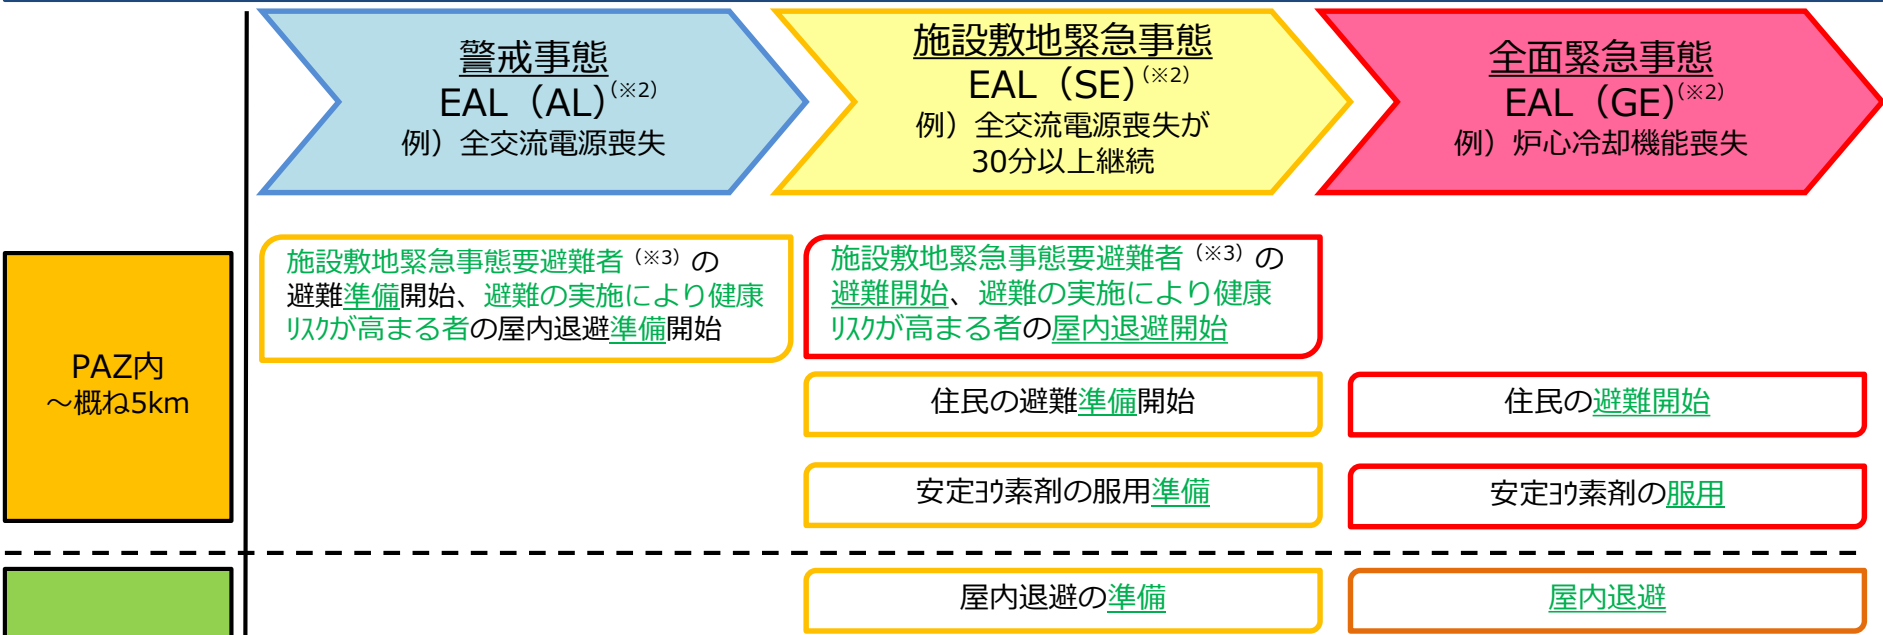 警戒事態
EAL（AL)（※2）
例）全交流電源喪失
施設敷地緊急事態
EAL（SE)（※2）
例）全交流電源喪失が
30分以上継続
全面緊急事態
EAL（GE)（※2）
例）炉心冷却機能喪失
PAZ内
～概ね5km
施設敷地緊急事態要避難者（※3）の
避難準備開始、避難の実施により健康
ﾘｽｸが高まる者の屋内退避準備開始
施設敷地緊急事態要避難者（※3）の
避難開始、避難の実施により健康
ﾘｽｸが高まる者の屋内退避開始
住民の避難準備開始
住民の避難開始
安定ﾖｳ素剤の服用準備
安定ﾖｳ素剤の服用
屋内退避の準備
屋内退避